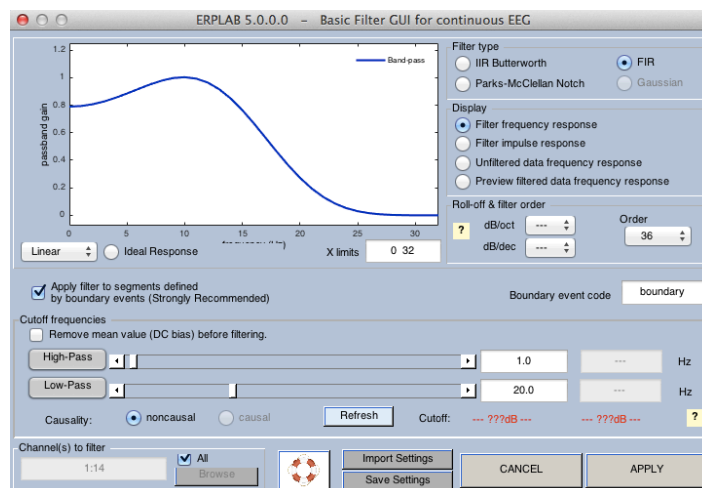 ERPLAB 5.0.0.0 - Basic Filter GUI for continuous EEG
Filter type
IIR Butterworth
FIR
Parks-McClellan Notch
Gaussian
1.2
1
0.8
0.6
0.4
0.2
0
passband gain
Band-pass
0 5 10 15 20 25 30
Display
Filter frequency response
Filter impulse response
Unfiltered data frequency response
Preview filtered data frequency response
Roll-off & filter order
?
dB/oct
---
dB/dec
---
Order
36
Linear
Ideal Response
X limits
0 32
Apply filter to segments defined
by boundary events (Strongly Recommended)
Boundary event code
boundary
Cutoff frequencies
Remove mean value (DC bias) before filtering.
High-Pass
1.0
---
Hz
Low-Pass
20.0
---
Hz
Causality:
noncausal
causal
Refresh
Cutoff:
--- ???dB ---
--- ???dB ---
?
Channel(s) to filter
1:14
All
Browse
Import Settings
Save Settings
CANCEL
APPLY